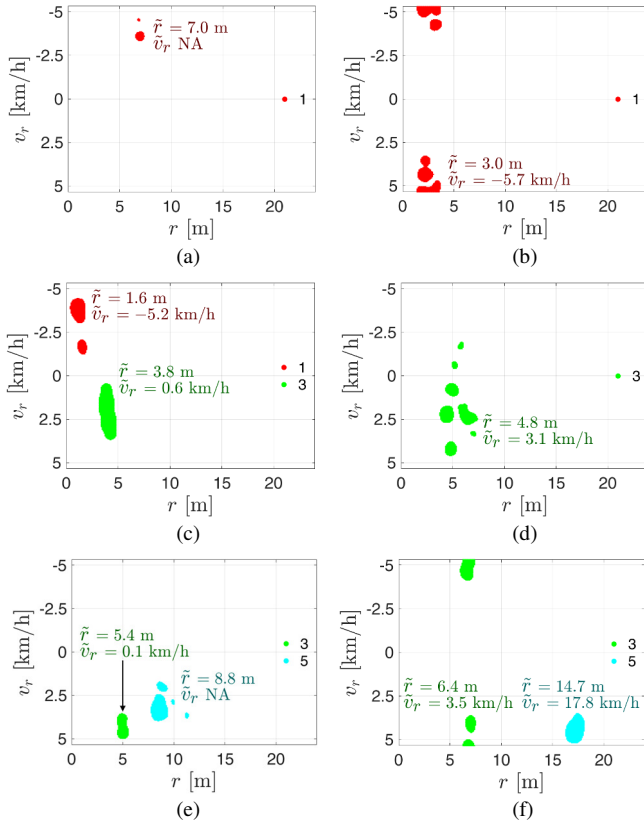 -5
-2.5
0
2.5
5
v_r [km/h]
r̃ = 7.0 m
ṽ_r NA
1
0 5 10 15 20
r [m]
(a)
-5
-2.5
0
2.5
5
v_r [km/h]
1
r̃ = 3.0 m
ṽ_r = −5.7 km/h
0 5 10 15 20
r [m]
(b)
-5
-2.5
0
2.5
5
v_r [km/h]
r̃ = 1.6 m
ṽ_r = −5.2 km/h
r̃ = 3.8 m
ṽ_r = 0.6 km/h
1
3
0 5 10 15 20
r [m]
(c)
-5
-2.5
0
2.5
5
v_r [km/h]
3
r̃ = 4.8 m
ṽ_r = 3.1 km/h
0 5 10 15 20
r [m]
(d)
-5
-2.5
0
2.5
5
v_r [km/h]
r̃ = 5.4 m
ṽ_r = 0.1 km/h
3
5
r̃ = 8.8 m
ṽ_r NA
0 5 10 15 20
r [m]
(e)
-5
-2.5
0
2.5
5
v_r [km/h]
3
5
r̃ = 6.4 m
ṽ_r = 3.5 km/h
r̃ = 14.7 m
ṽ_r = 17.8 km/h
0 5 10 15 20
r [m]
(f)